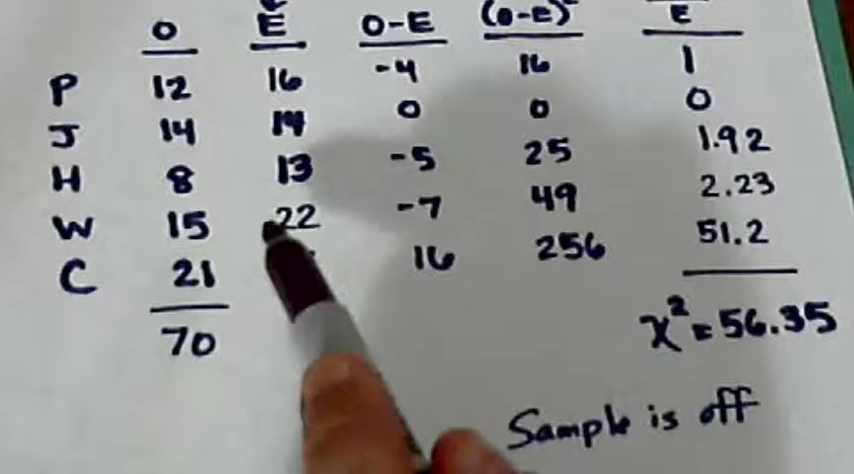 O E O-E (O-E)² E
P 12 16 -4 16 1
J 14 14 0 0 0
H 8 13 -5 25 1.92
W 15 22 -7 49 2.23
C 21 16 256 51.2
70
χ² = 56.35
Sample is off